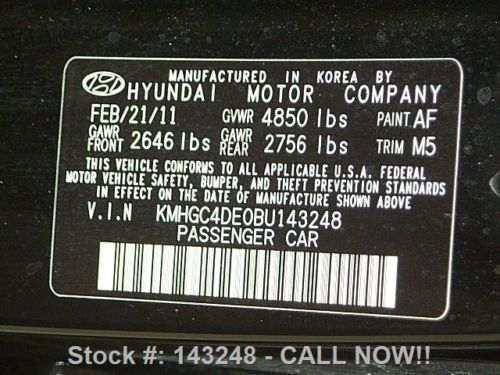 MANUFACTURED IN KOREA BY
HYUNDAI MOTOR COMPANY
FEB/21/11 GVWR 4850 lbs PAINT AF
GAWR FRONT 2646 lbs GAWR REAR 2756 lbs TRIM M5
THIS VEHICLE CONFORMS TO ALL APPLICABLE U.S.A. FEDERAL
MOTOR VEHICLE SAFETY, BUMPER, AND THEFT PREVENTION STANDARDS
IN EFFECT ON THE DATE OF MANUFACTURE SHOWN ABOVE.
V.I.N KMHGC4DE0BU143248
PASSENGER CAR
Stock #: 143248 - CALL NOW!!